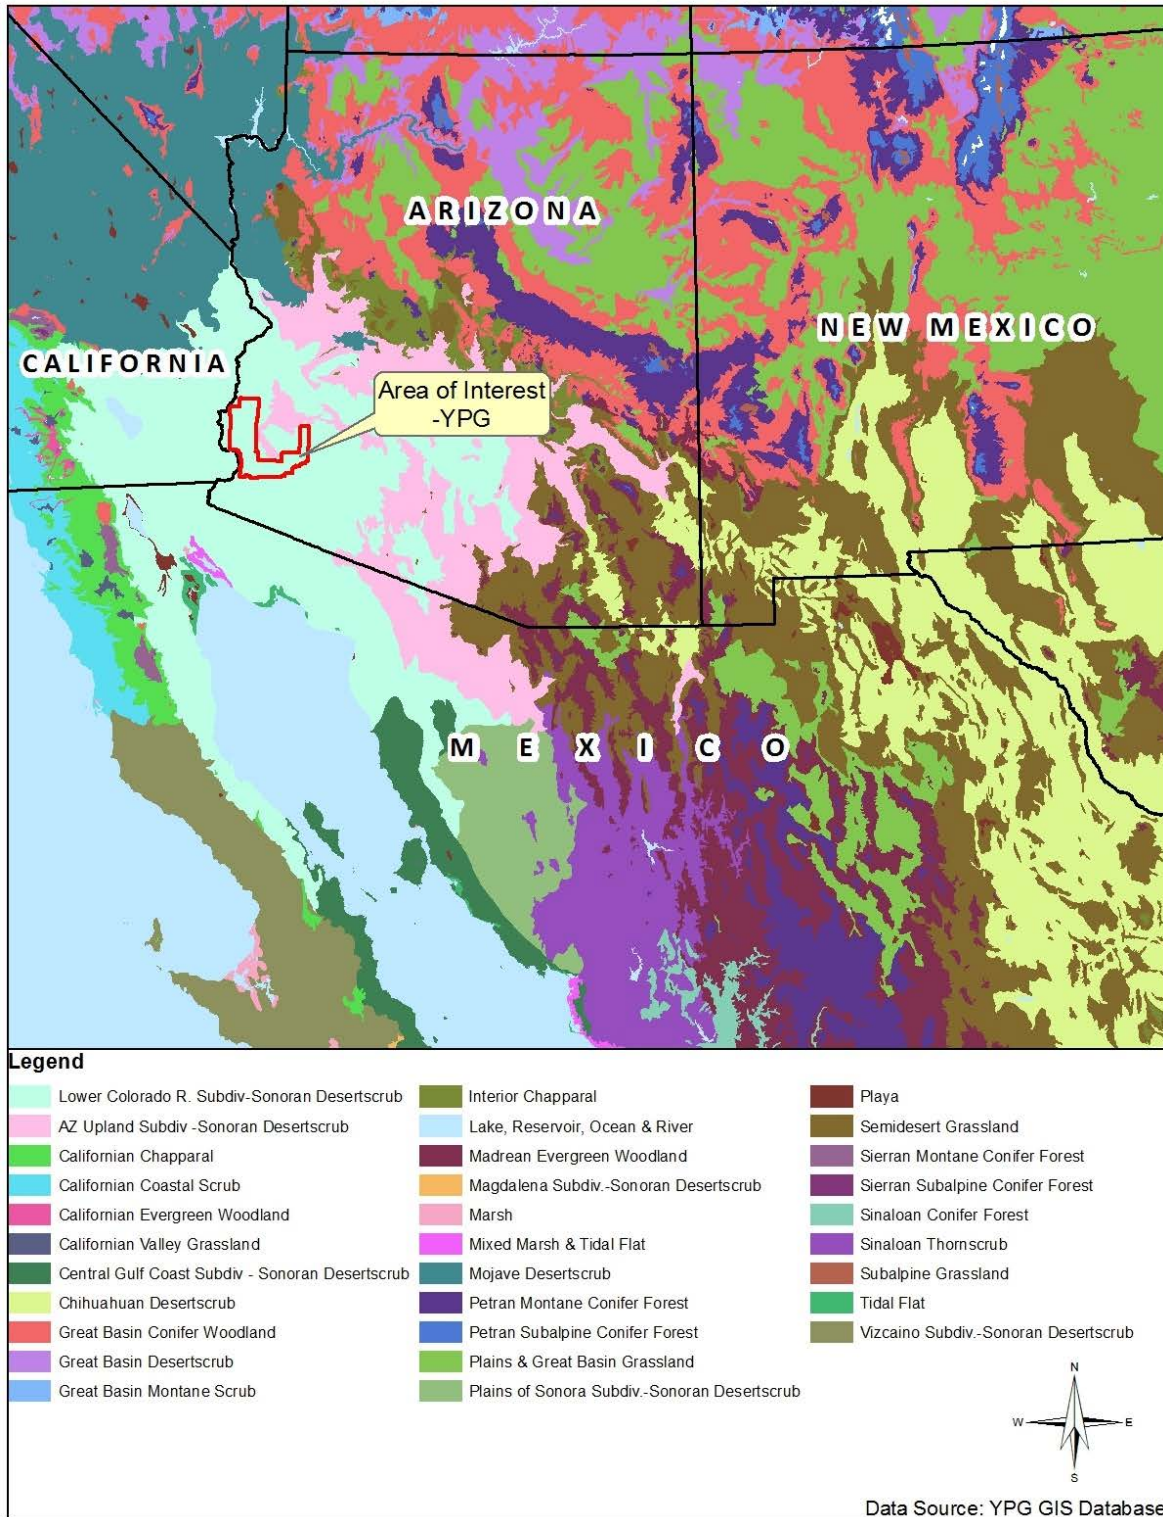 ARIZONA
NEW MEXICO
CALIFORNIA
Area of Interest
-YPG
MEXICO
Legend
Lower Colorado R. Subdiv-Sonoran Desertscrub
AZ Upland Subdiv -Sonoran Desertscrub
Californian Chapparal
Californian Coastal Scrub
Californian Evergreen Woodland
Californian Valley Grassland
Central Gulf Coast Subdiv - Sonoran Desertscrub
Chihuahuan Desertscrub
Great Basin Conifer Woodland
Great Basin Desertscrub
Great Basin Montane Scrub
Interior Chapparal
Lake, Reservoir, Ocean & River
Madrean Evergreen Woodland
Magdalena Subdiv.-Sonoran Desertscrub
Marsh
Mixed Marsh & Tidal Flat
Mojave Desertscrub
Petran Montane Conifer Forest
Petran Subalpine Conifer Forest
Plains & Great Basin Grassland
Plains of Sonora Subdiv.-Sonoran Desertscrub
Playa
Semidesert Grassland
Sierran Montane Conifer Forest
Sierran Subalpine Conifer Forest
Sinaloan Conifer Forest
Sinaloan Thornscrub
Subalpine Grassland
Tidal Flat
Vizcaino Subdiv.-Sonoran Desertscrub
N
W E
S
Data Source: YPG GIS Database